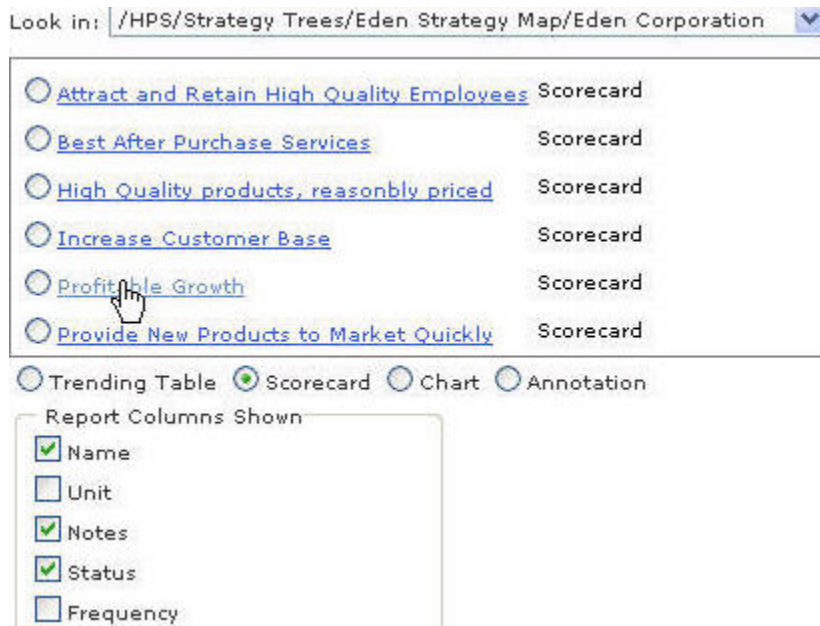 Look in: /HPS/Strategy Trees/Eden Strategy Map/Eden Corporation
Attract and Retain High Quality Employees Scorecard
Best After Purchase Services Scorecard
High Quality products, reasonbly priced Scorecard
Increase Customer Base Scorecard
Profitable Growth Scorecard
Provide New Products to Market Quickly Scorecard
Trending Table Scorecard Chart Annotation
Report Columns Shown
Name
Unit
Notes
Status
Frequency